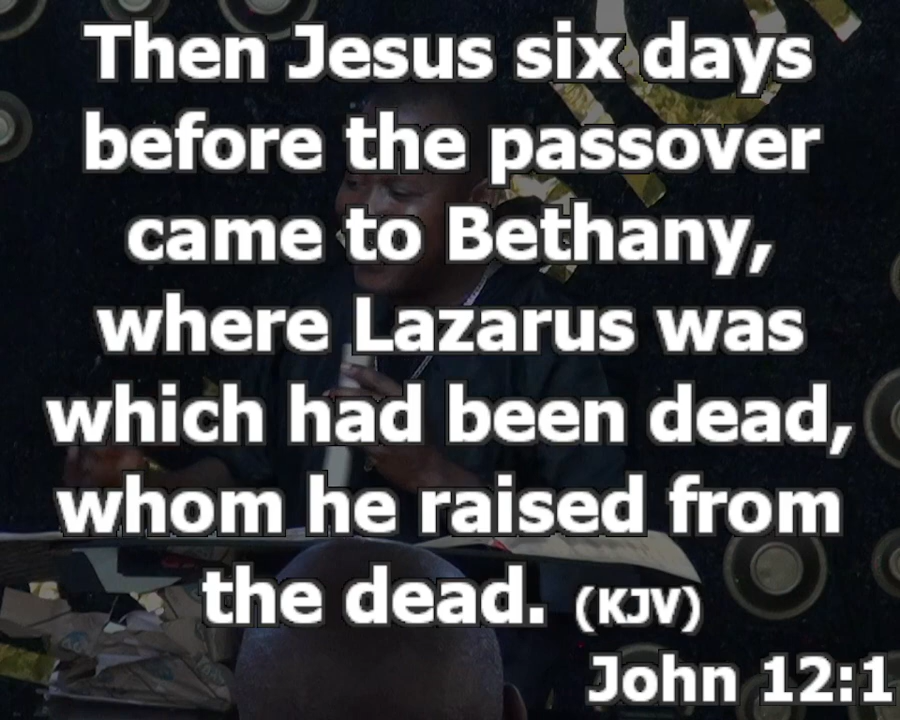 Then Jesus six days
before the passover
came to Bethany,
where Lazarus was
which had been dead,
whom he raised from
the dead. (KJV)
John 12:1